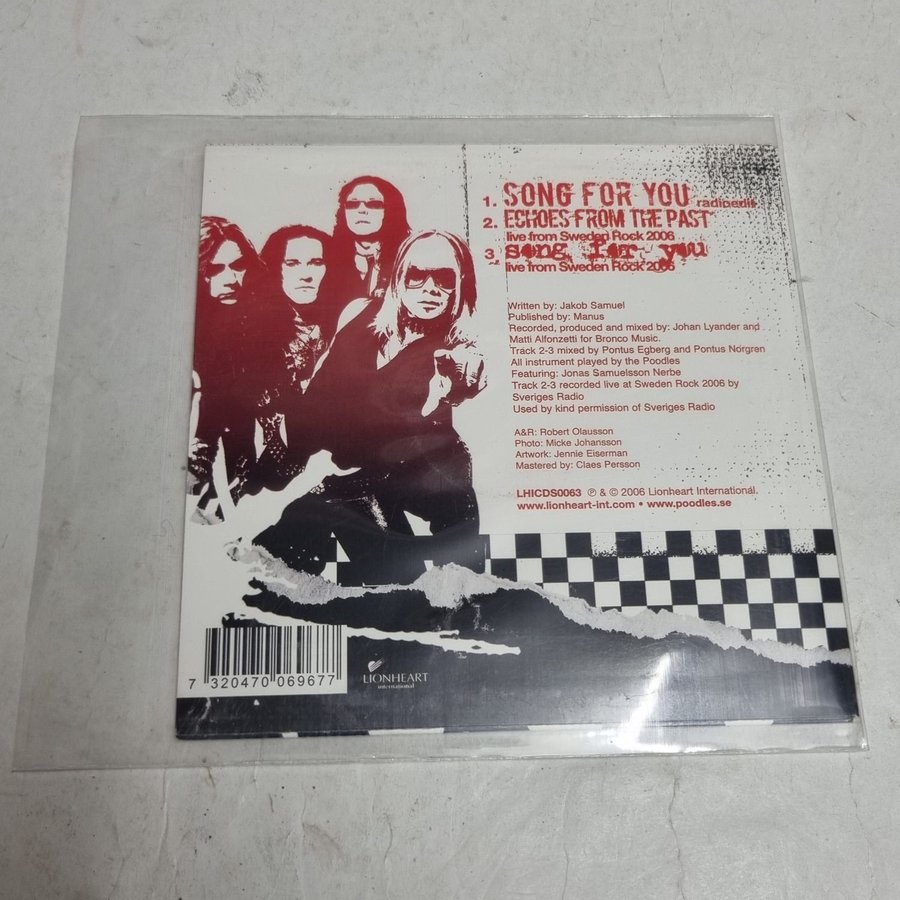 1. SONG FOR YOU radioedit
2. ECHOES FROM THE PAST
live from Sweden Rock 2006
3 song for you
live from Sweden Rock 2006
Written by: Jakob Samuel
Published by: Manus
Recorded, produced and mixed by: Johan Lyander and
Matti Alfonzetti for Bronco Music.
Track 2-3 mixed by Pontus Egberg and Pontus Norgren
All instrument played by the Poodles
Featuring: Jonas Samuelsson Nerbe
Track 2-3 recorded live at Sweden Rock 2006 by
Sveriges Radio
Used by kind permission of Sveriges Radio
A&R: Robert Olausson
Photo: Micke Johansson
Artwork: Jennie Eiserman
Mastered by: Claes Persson
LHICDS0063 ℗ & © 2006 Lionheart International.
www.lionheart-int.com • www.poodles.se
7 320470 069677
LIONHEART
international